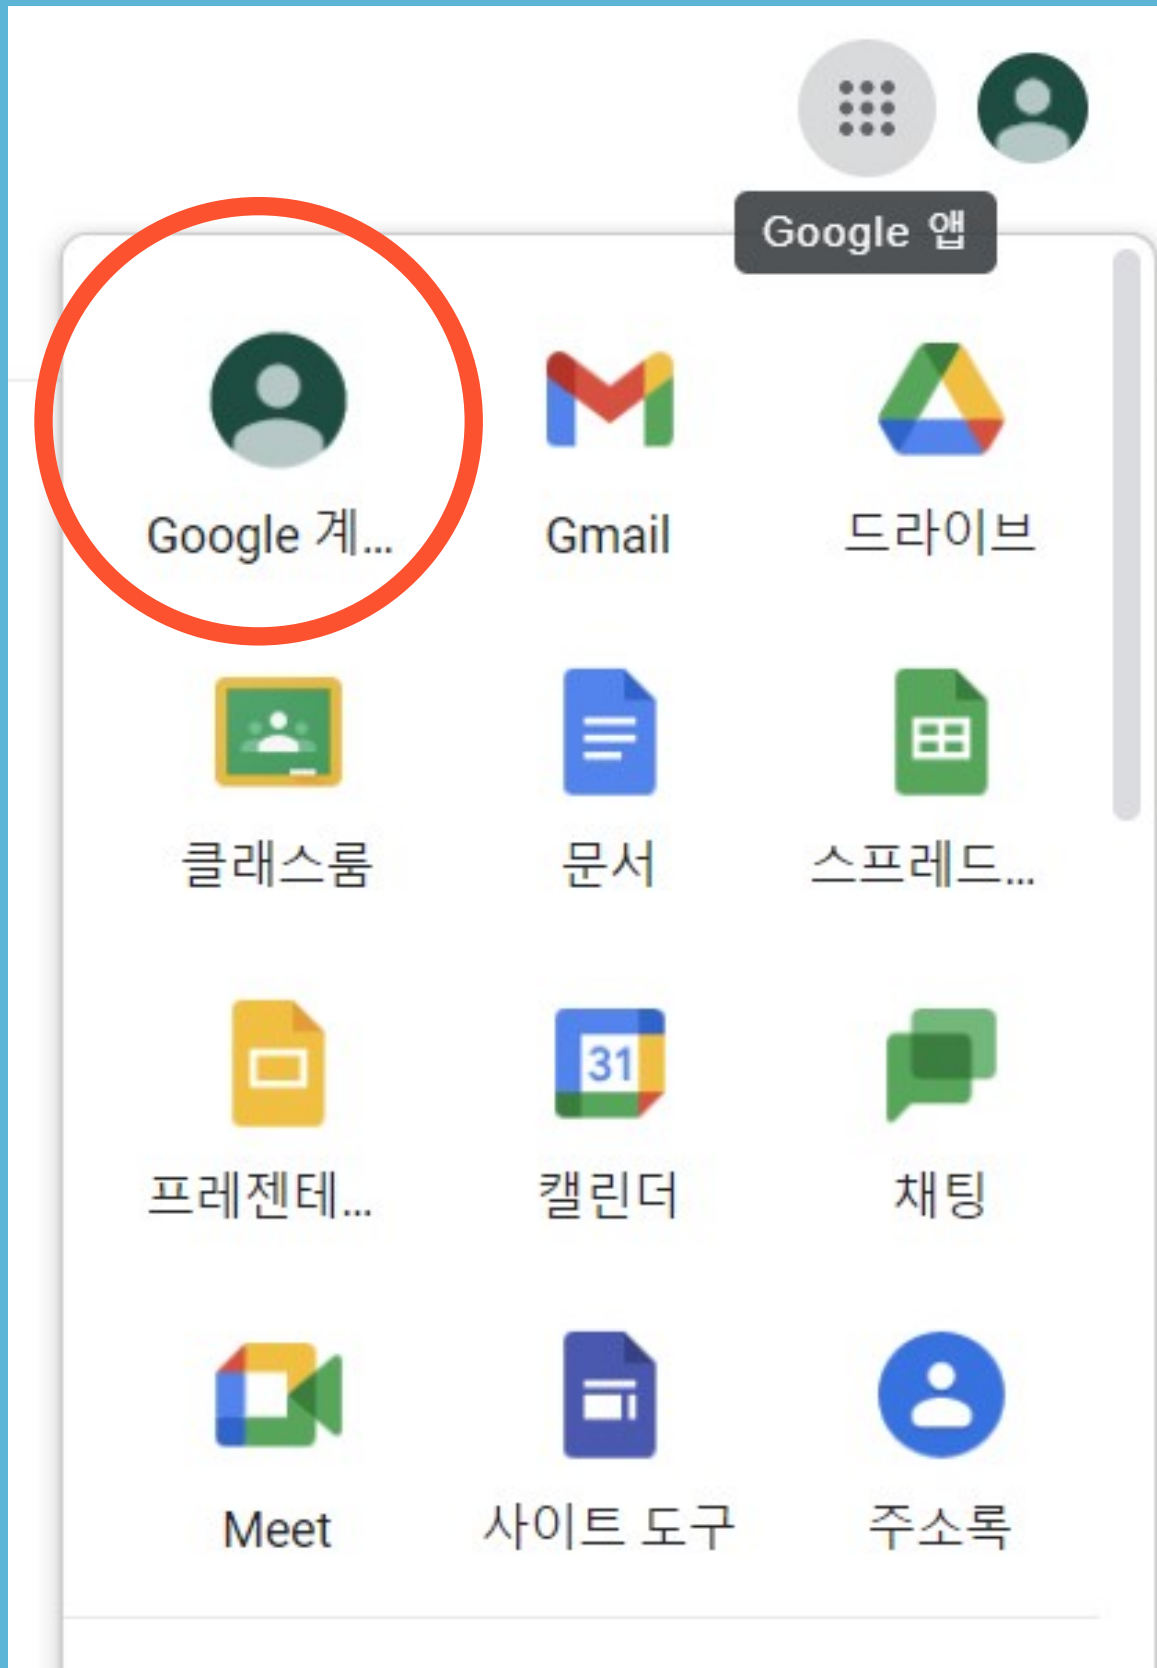 Google 앱
Google 계...
Gmail
드라이브
클래스룸
문서
스프레드...
프레젠테...
31
캘린더
채팅
Meet
사이트 도구
주소록